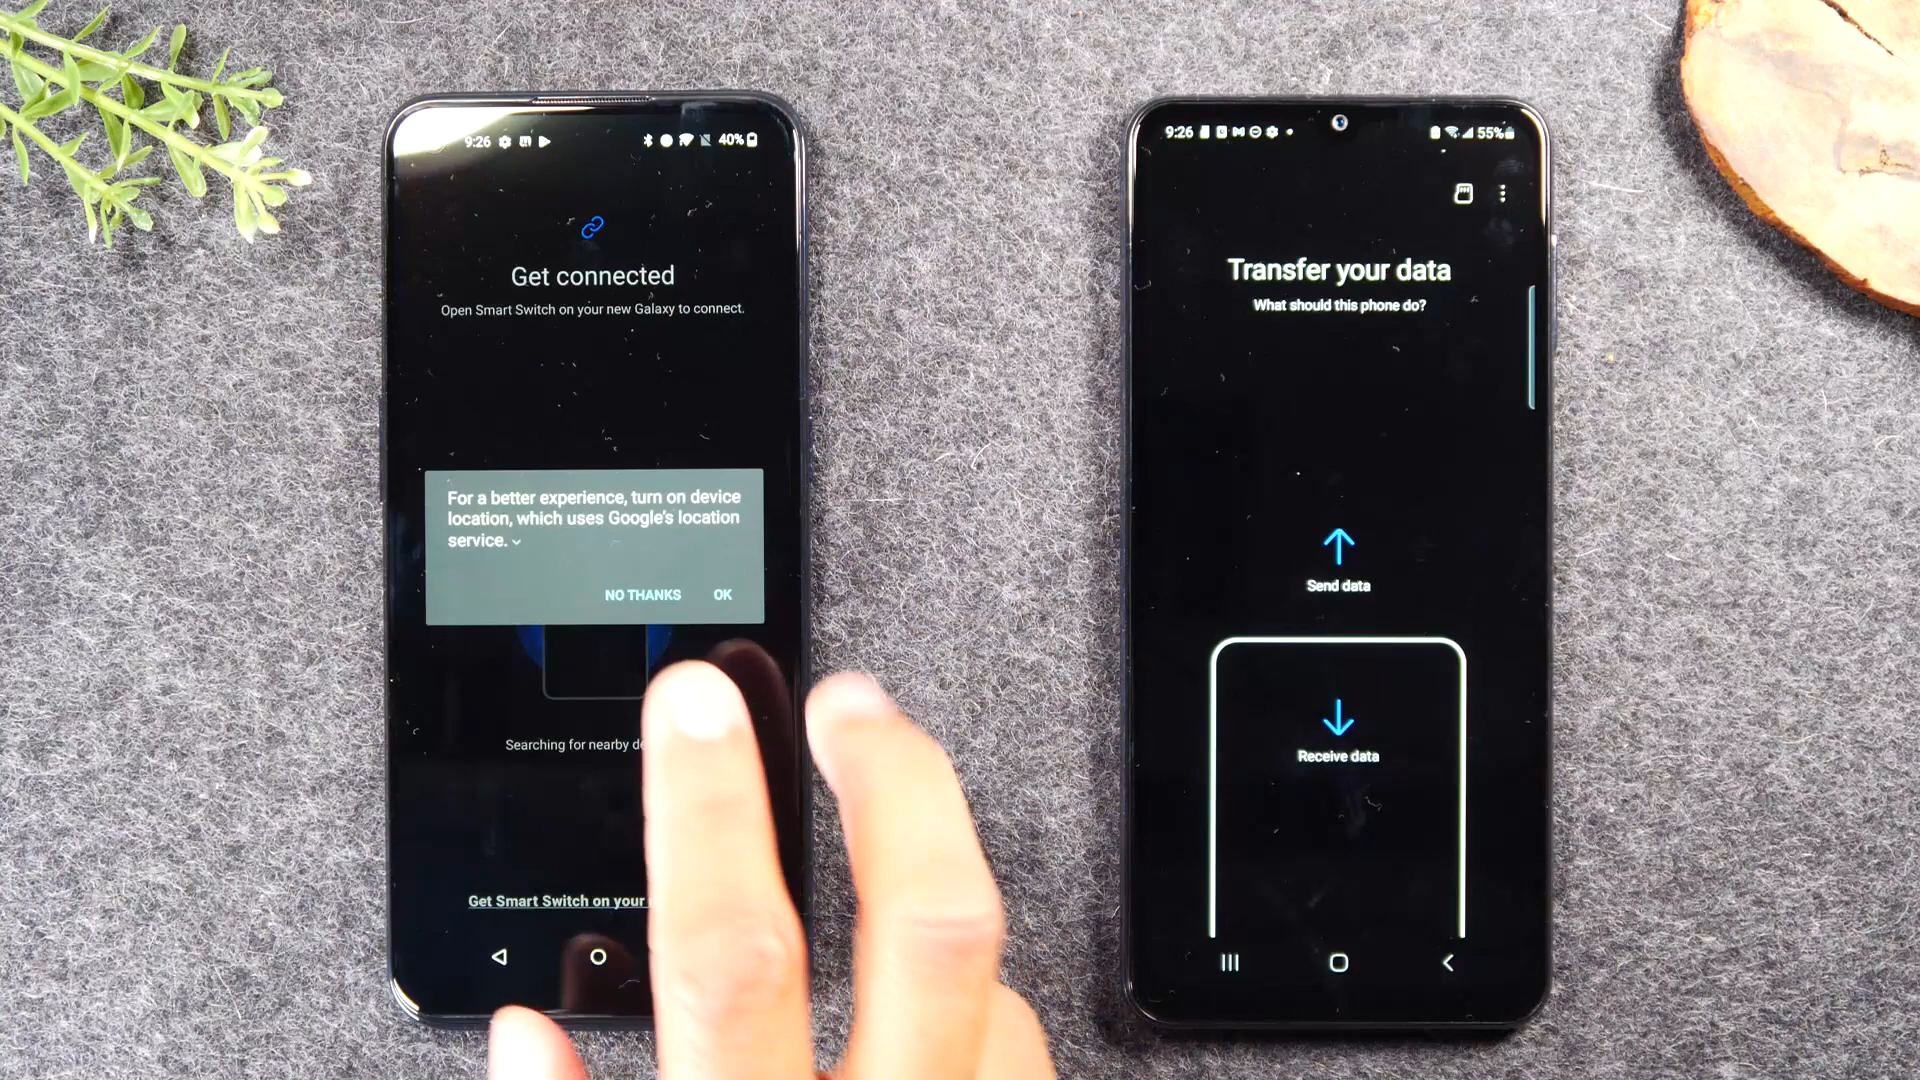 9:26
40%
Get connected
Open Smart Switch on your new Galaxy to connect.
For a better experience, turn on device
location, which uses Google's location
service.
NO THANKS OK
Searching for nearby
Get Smart Switch on your
9:26
55%
Transfer your data
What should this phone do?
Send data
Receive data